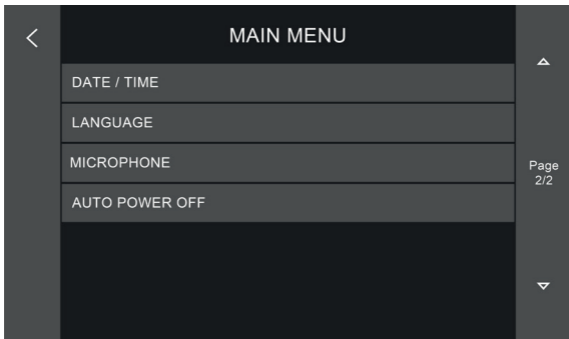 MAIN MENU
DATE / TIME
LANGUAGE
MICROPHONE
AUTO POWER OFF
Page
2/2